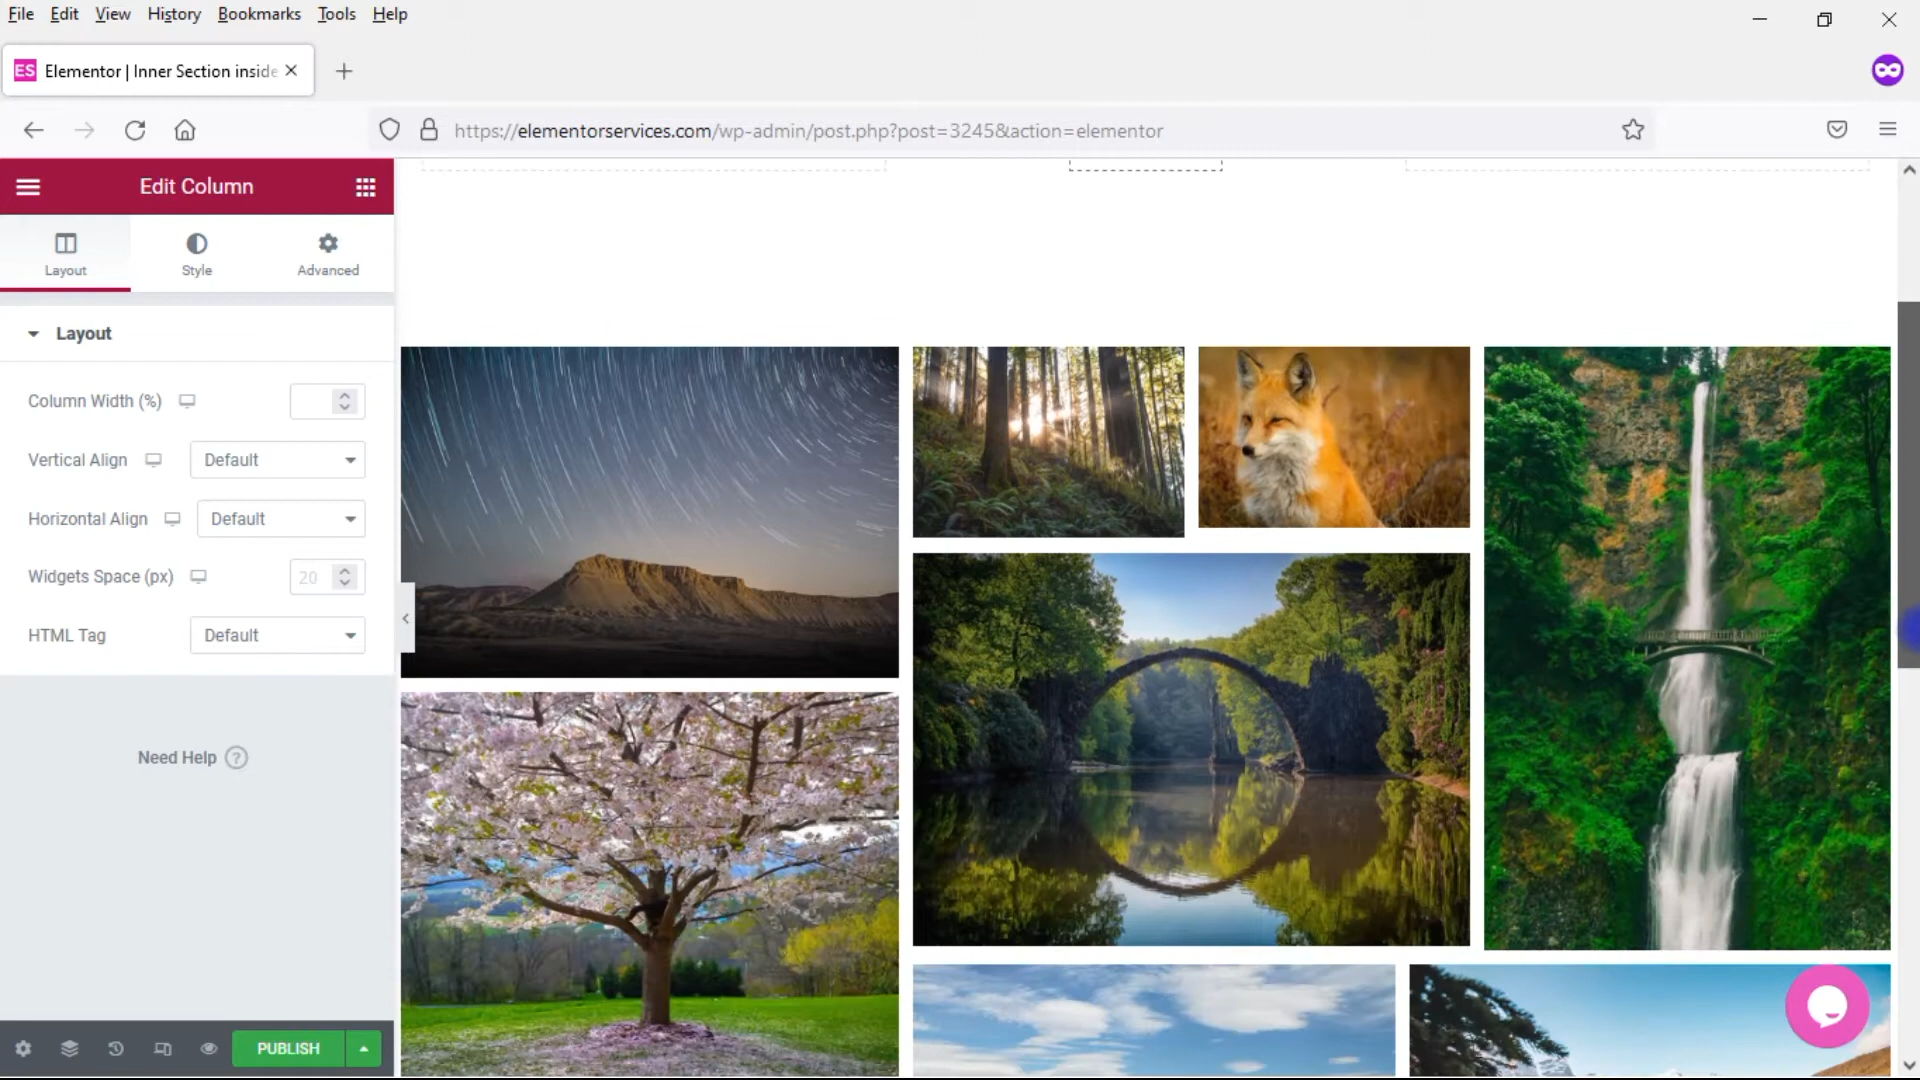 File Edit View History Bookmarks Tools Help
ES Elementor | Inner Section inside
https://elementorservices.com/wp-admin/post.php?post=3245&action=elementor
Edit Column
Layout Style Advanced
Layout
Column Width (%)
Vertical Align Default
Horizontal Align Default
Widgets Space (px) 20
HTML Tag Default
Need Help ?
PUBLISH